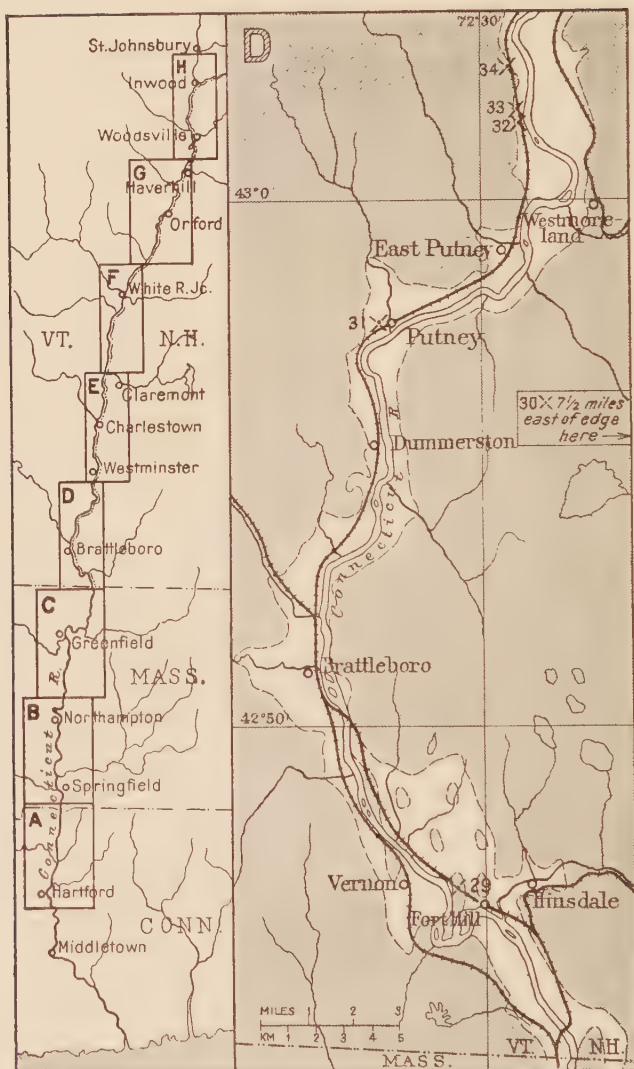 St. Johnsbury
H
Inwood
Woodsville
G
Haverhill
Orford
F
White R. Jc.
VT.
N.H.
E
Claremont
Charlestown
Westminster
D
Brattleboro
C
Greenfield
R.
MASS.
B
Northampton
Springfield
Connecticut
A
Hartford
CONN.
Middletown
D
72°30'
34
33
32
43°0'
Westmore-
land
East Putney
31
Putney
30 X 7½ miles
east of edge
here
Dummerston
Connecticut R
Brattleboro
42°50'
Vernon
29
Hinsdale
Fort Hill
MILES 1 2 3
KM 1 2 3 4 5
VT.
N.H.
MASS.